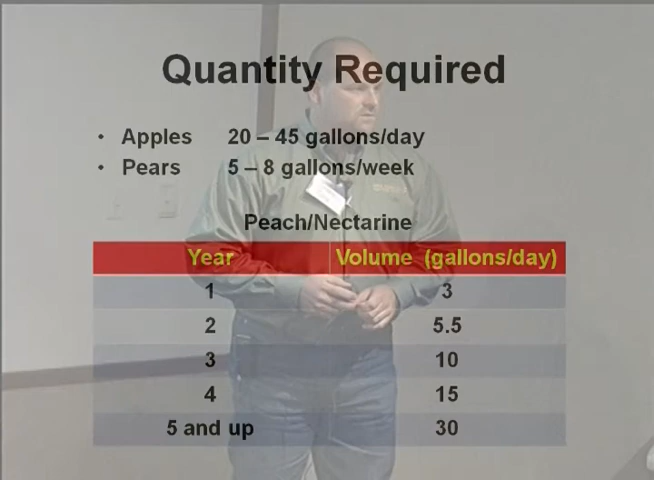 Quantity Required
• Apples 20 – 45 gallons/day
• Pears 5 – 8 gallons/week
Peach/Nectarine
Year Volume (gallons/day)
1 3
2 5.5
3 10
4 15
5 and up 30